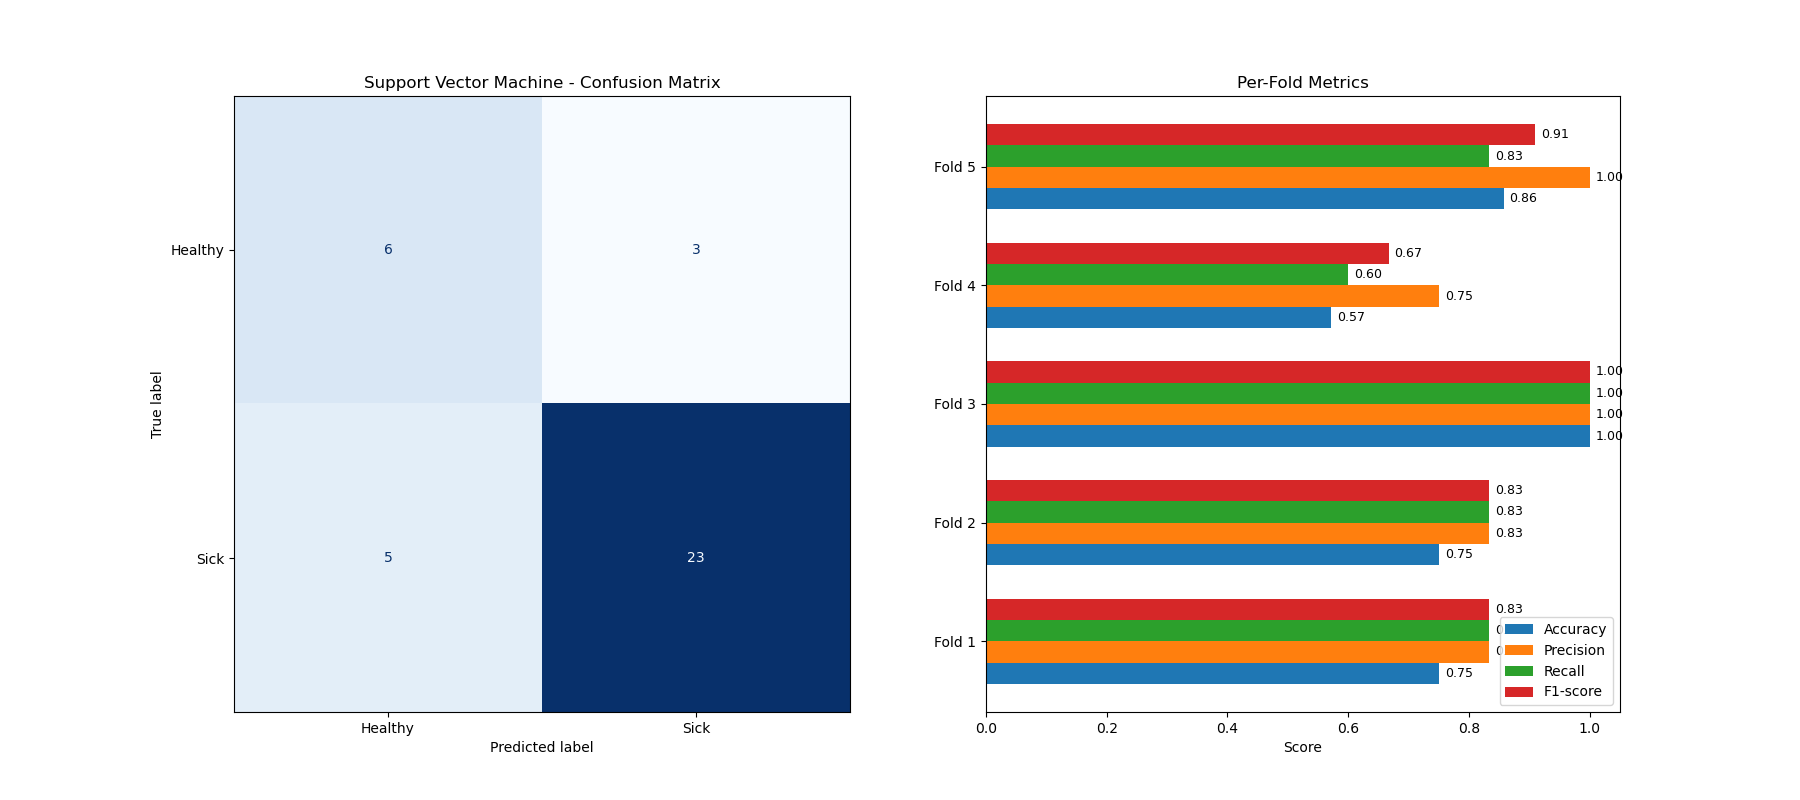 Support Vector Machine - Confusion Matrix
True label
Healthy
6
3
Sick
5
23
Healthy
Sick
Predicted label
Per-Fold Metrics
0.91
0.83
Fold 5
1.00
0.86
0.67
0.60
Fold 4
0.75
0.57
1.00
1.00
Fold 3
1.00
1.00
0.83
0.83
Fold 2
0.83
0.75
0.83
Fold 1
0.75
Accuracy
Precision
Recall
F1-score
0.0 0.2 0.4 0.6 0.8 1.0
Score